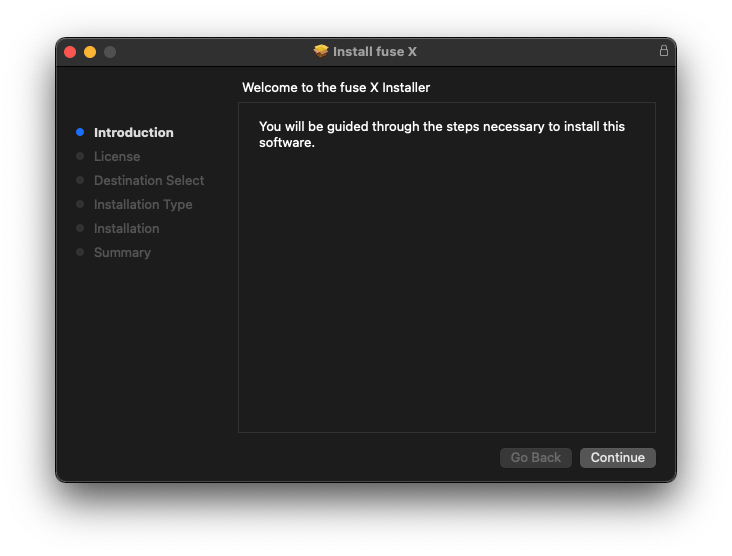 Install fuse X
Welcome to the fuse X Installer
Introduction
License
Destination Select
Installation Type
Installation
Summary
You will be guided through the steps necessary to install this
software.
Go Back
Continue